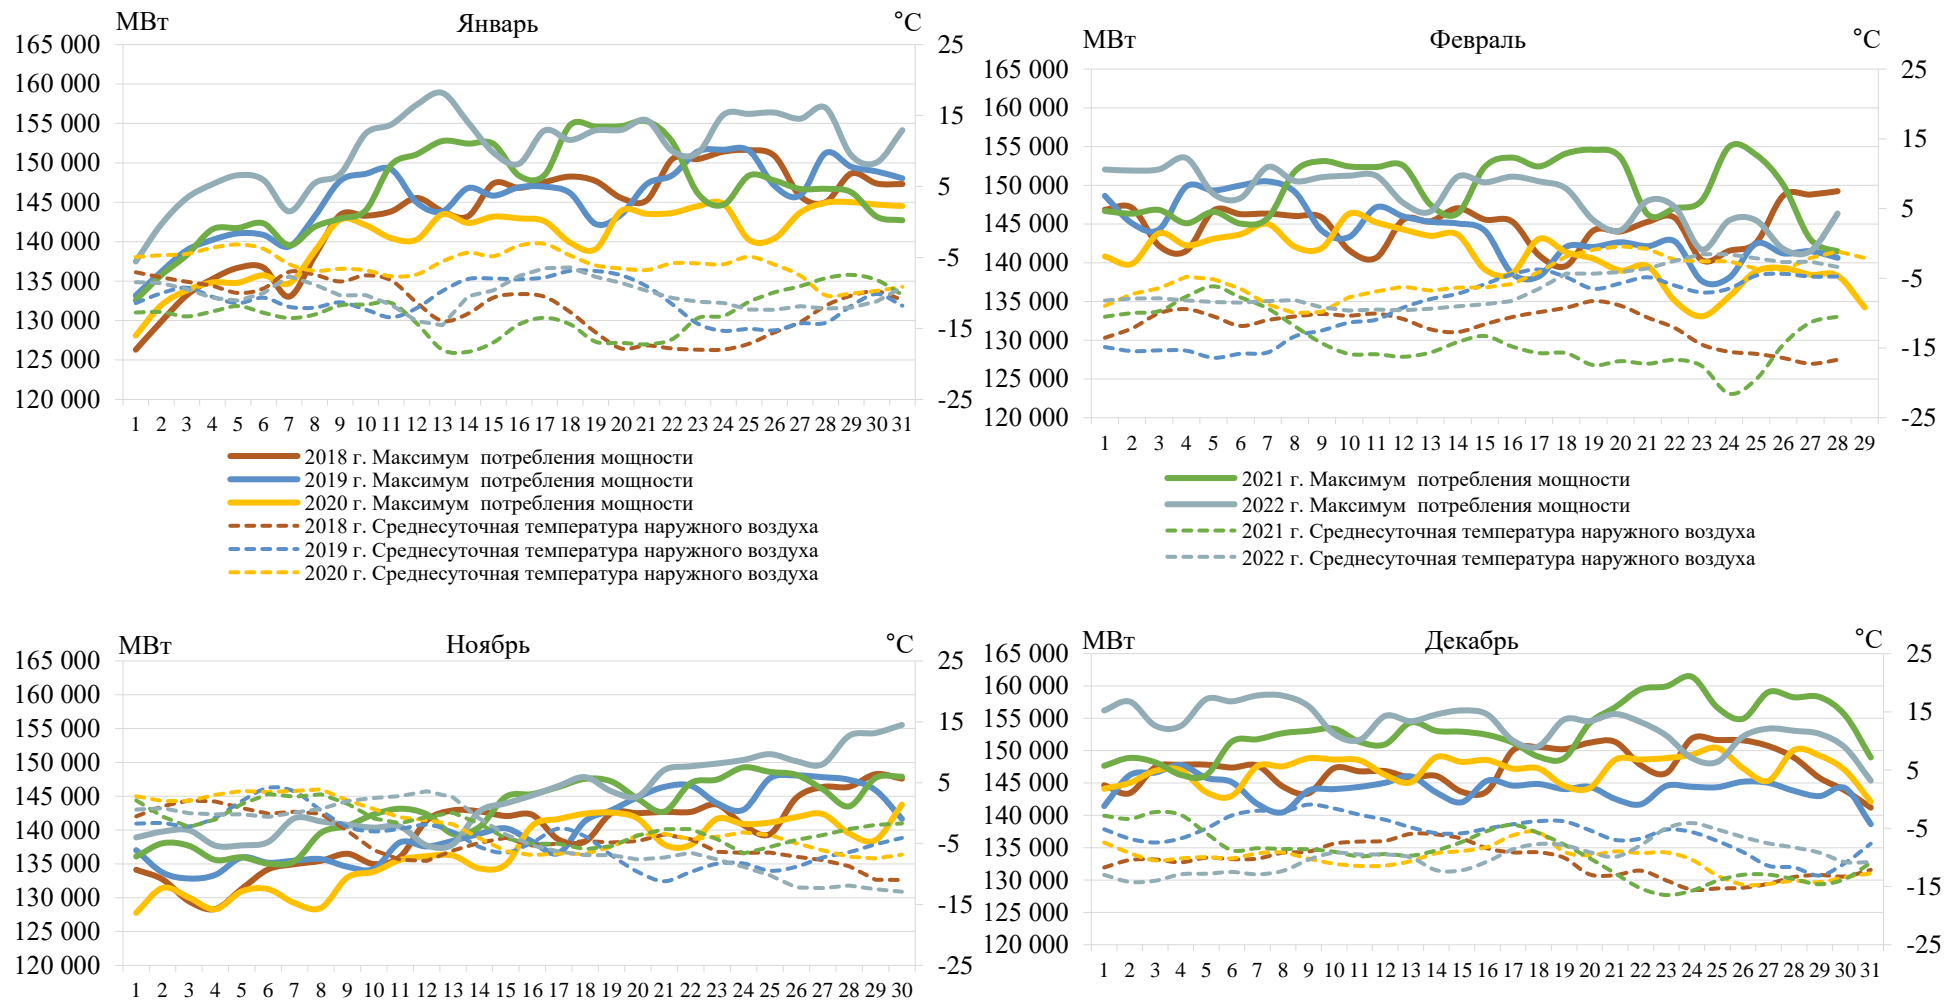 МВт Январь °C
165 000 25
160 000
155 000 15
150 000
145 000 5
140 000
135 000 -5
130 000 -15
125 000
120 000 -25
1 2 3 4 5 6 7 8 9 10 11 12 13 14 15 16 17 18 19 20 21 22 23 24 25 26 27 28 29 30 31
2018 г. Максимум потребления мощности
2019 г. Максимум потребления мощности
2020 г. Максимум потребления мощности
2018 г. Среднесуточная температура наружного воздуха
2019 г. Среднесуточная температура наружного воздуха
2020 г. Среднесуточная температура наружного воздуха
МВт Февраль °C
165 000 25
160 000
155 000 15
150 000
145 000 5
140 000
135 000 -5
130 000 -15
125 000
120 000 -25
1 2 3 4 5 6 7 8 9 10 11 12 13 14 15 16 17 18 19 20 21 22 23 24 25 26 27 28 29
2021 г. Максимум потребления мощности
2022 г. Максимум потребления мощности
2021 г. Среднесуточная температура наружного воздуха
2022 г. Среднесуточная температура наружного воздуха
МВт Ноябрь °C
165 000 25
160 000
155 000 15
150 000
145 000 5
140 000
135 000 -5
130 000 -15
125 000
120 000 -25
1 2 3 4 5 6 7 8 9 10 11 12 13 14 15 16 17 18 19 20 21 22 23 24 25 26 27 28 29 30
МВт Декабрь °C
165 000 25
160 000
155 000 15
150 000
145 000 5
140 000
135 000 -5
130 000 -15
125 000
120 000 -25
1 2 3 4 5 6 7 8 9 10 11 12 13 14 15 16 17 18 19 20 21 22 23 24 25 26 27 28 29 30 31